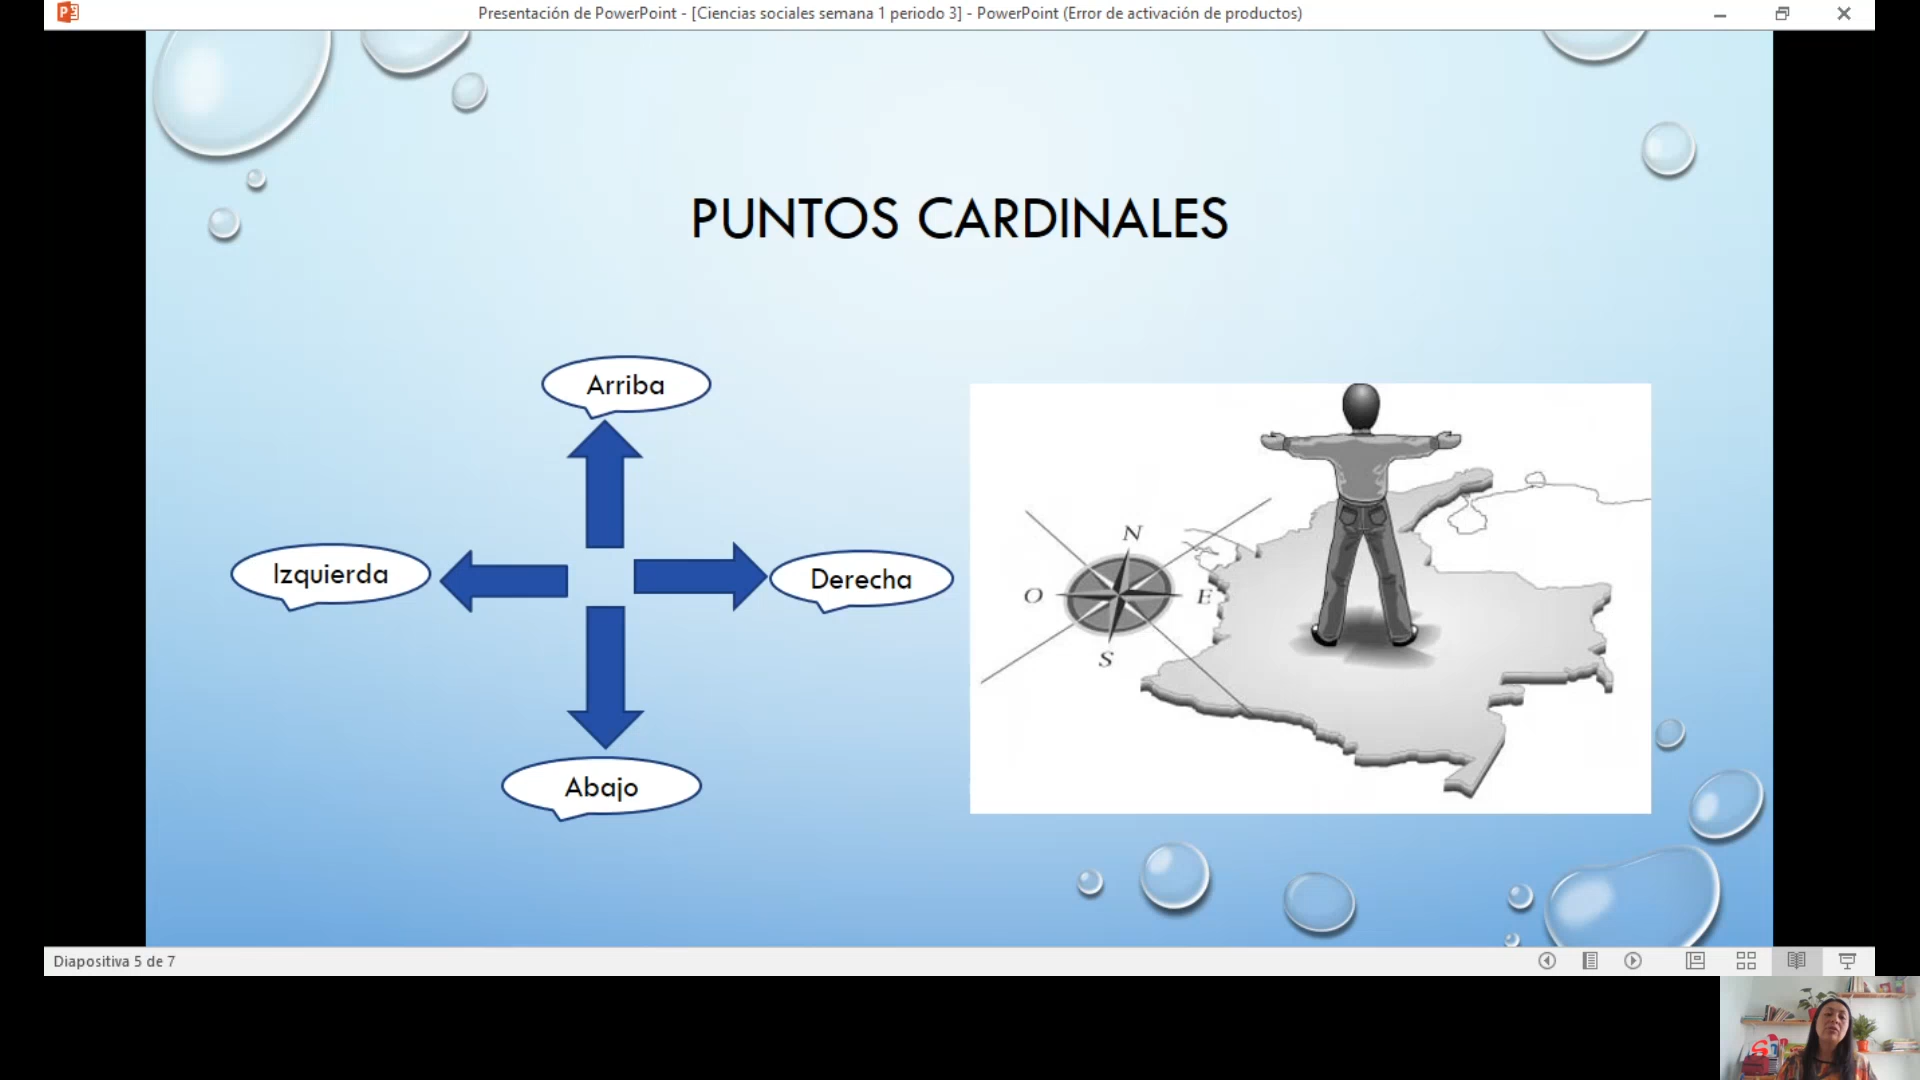 Presentación de PowerPoint - [Ciencias sociales semana 1 periodo 3] - PowerPoint (Error de activación de productos)
PUNTOS CARDINALES
Arriba
Izquierda
Derecha
Abajo
N
O
E
S
Diapositiva 5 de 7